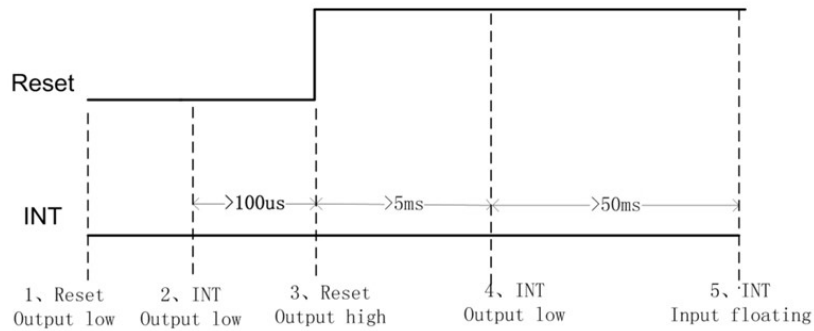 Reset
>100us
>5ms
>50ms
INT
1、Reset
Output low
2、INT
Output low
3、Reset
Output high
4、INT
Output low
5、INT
Input floating